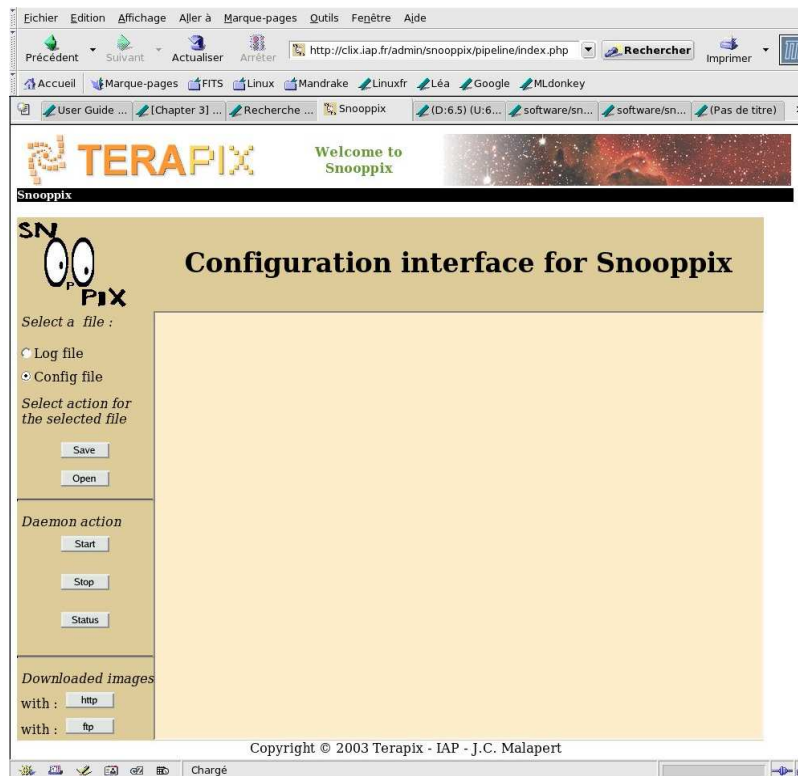 Fichier Edition Affichage Aller à Marque-pages Outils Fenêtre Aide
Précédent Suivant Actualiser Arrêter http://clix.iap.fr/admin/snooppix/pipeline/index.php Rechercher Imprimer
Accueil Marque-pages FITS Linux Mandrake Linuxfr Léa Google MLdonkey
User Guide ... [Chapter 3] ... Recherche ... Snooppix (D:6.5) (U:6... software/sn... software/sn... (Pas de titre)
TERAPIX
Welcome to
Snooppix
Snooppix
SN
OPO
PIX
Configuration interface for Snooppix
Select a file :
Log file
Config file
Select action for
the selected file
Save
Open
Daemon action
Start
Stop
Status
Downloaded images
with : http
with : ftp
Copyright © 2003 Terapix - IAP - J.C. Malapert
Chargé